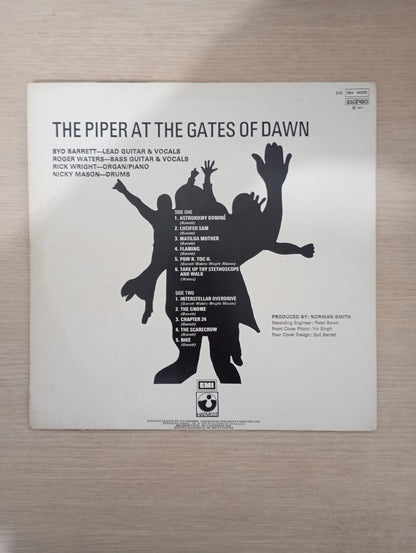 STEREO
THE PIPER AT THE GATES OF DAWN
SYD BARRETT—LEAD GUITAR & VOCALS
ROGER WATERS—BASS GUITAR & VOCALS
RICK WRIGHT—ORGAN/PIANO
NICKY MASON—DRUMS
SIDE ONE
1. ASTRONOMY DOMINÉ
(Barrett)
2. LUCIFER SAM
(Barrett)
3. MATILDA MOTHER
(Barrett)
4. FLAMING
(Barrett)
5. POW R. TOC H.
(Barrett-Waters-Wright-Mason)
6. TAKE UP THY STETHOSCOPE
AND WALK
(Waters)
SIDE TWO
1. INTERSTELLAR OVERDRIVE
(Barrett-Waters-Wright-Mason)
2. THE GNOME
(Barrett)
3. CHAPTER 24
(Barrett)
4. THE SCARECROW
(Barrett)
5. BIKE
(Barrett)
PRODUCED BY: NORMAN SMITH
Recording Engineer: Peter Bown
Front Cover Photo: Vic Singh
Rear Cover Design: Syd Barrett
EMI
HARVEST